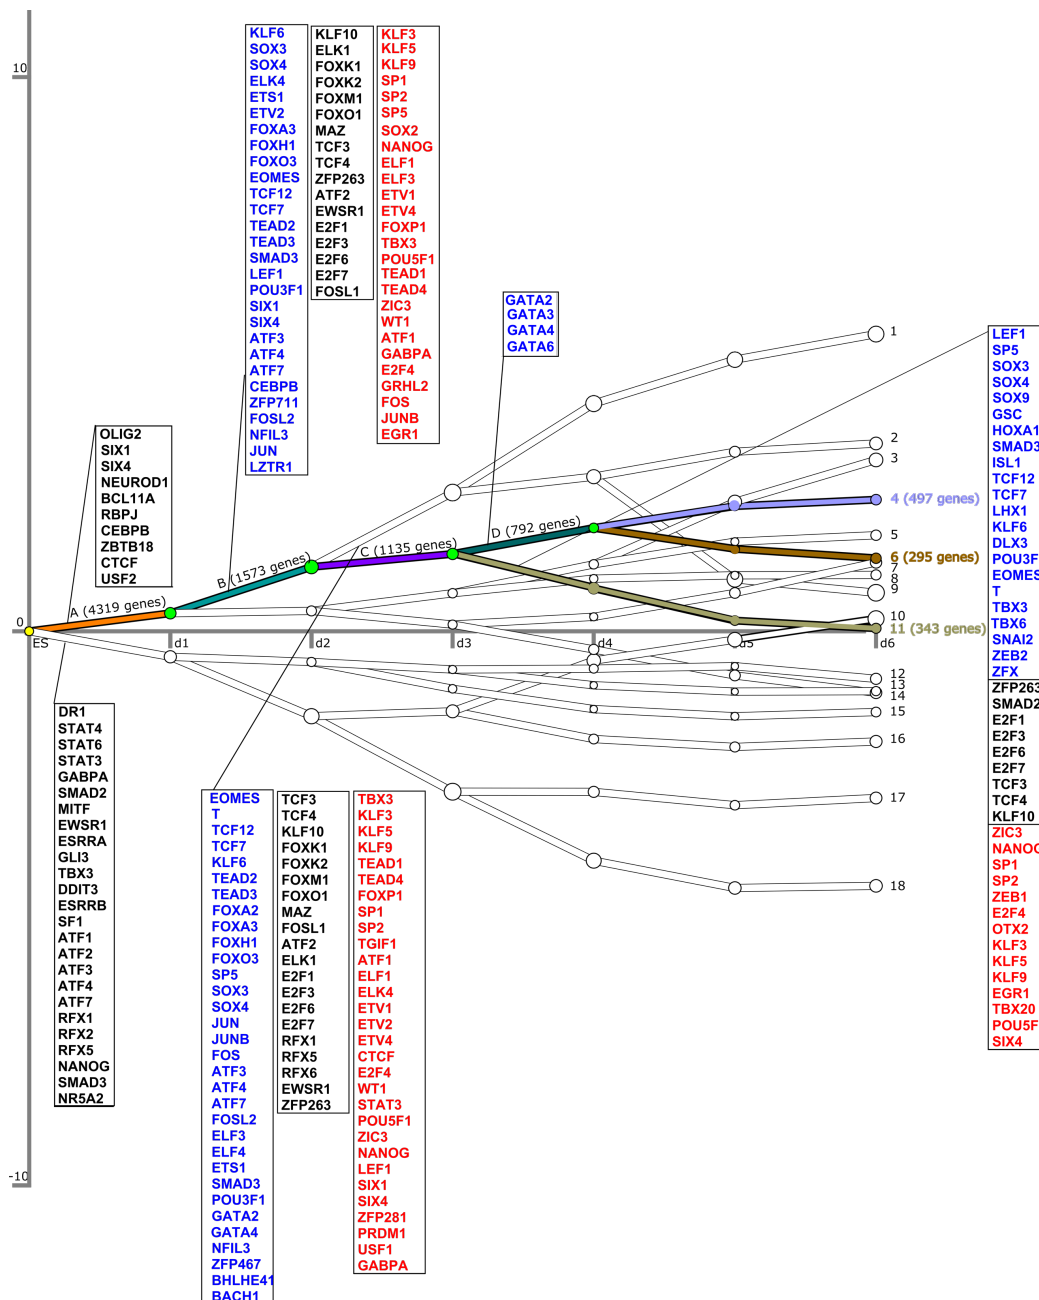 10
0
-10
ES
d1
d2
d3
d4
d5
d6
A (4319 genes)
B (1573 genes)
C (1135 genes)
D (792 genes)
1
2
3
4 (497 genes)
5
6 (295 genes)
7
8
9
10
11 (343 genes)
12
13
14
15
16
17
18
KLF6
SOX3
SOX4
ELK4
ETS1
ETV2
FOXA3
FOXH1
FOXO3
EOMES
TCF12
TCF7
TEAD2
TEAD3
SMAD3
LEF1
POU3F1
SIX1
SIX4
ATF3
ATF4
ATF7
CEBPB
ZFP711
FOSL2
NFIL3
JUN
LZTR1
KLF10
ELK1
FOXK1
FOXK2
FOXM1
FOXO1
MAZ
TCF3
TCF4
ZFP263
ATF2
EWSR1
E2F1
E2F3
E2F6
E2F7
FOSL1
KLF3
KLF5
KLF9
SP1
SP2
SP5
SOX2
NANOG
ELF1
ELF3
ETV1
ETV4
FOXP1
TBX3
POU5F1
TEAD1
TEAD4
ZIC3
WT1
ATF1
GABPA
E2F4
GRHL2
FOS
JUNB
EGR1
GATA2
GATA3
GATA4
GATA6
OLIG2
SIX1
SIX4
NEUROD1
BCL11A
RBPJ
CEBPB
ZBTB18
CTCF
USF2
DR1
STAT4
STAT6
STAT3
GABPA
SMAD2
MITF
EWSR1
ESRRA
GLI3
TBX3
DDIT3
ESRRB
SF1
ATF1
ATF2
ATF3
ATF4
ATF7
RFX1
RFX2
RFX5
NANOG
SMAD3
NR5A2
EOMES
T
TCF12
TCF7
KLF6
TEAD2
TEAD3
FOXA2
FOXA3
FOXH1
FOXO3
SP5
SOX3
SOX4
JUN
JUNB
FOS
ATF3
ATF4
ATF7
FOSL2
ELF3
ELF4
ETS1
SMAD3
POU3F1
GATA2
GATA4
NFIL3
ZFP467
BHLHE41
BACH1
TCF3
TCF4
KLF10
FOXK1
FOXK2
FOXM1
FOXO1
MAZ
FOSL1
ATF2
ELK1
E2F1
E2F3
E2F6
E2F7
RFX1
RFX5
RFX6
EWSR1
ZFP263
TBX3
KLF3
KLF5
KLF9
TEAD1
TEAD4
FOXP1
SP1
SP2
TGIF1
ATF1
ELF1
ELK4
ETV1
ETV2
ETV4
CTCF
E2F4
WT1
STAT3
POU5F1
ZIC3
NANOG
LEF1
SIX1
SIX4
ZFP281
PRDM1
USF1
GABPA
LEF1
SP5
SOX3
SOX4
SOX9
GSC
HOXA1
SMAD3
ISL1
TCF12
TCF7
LHX1
KLF6
DLX3
POU3F
EOMES
T
TBX3
TBX6
SNAI2
ZEB2
ZFX
ZFP263
SMAD2
E2F1
E2F3
E2F6
E2F7
TCF3
TCF4
KLF10
ZIC3
NANOG
SP1
SP2
ZEB1
E2F4
OTX2
KLF3
KLF5
KLF9
EGR1
TBX20
POU5F
SIX4